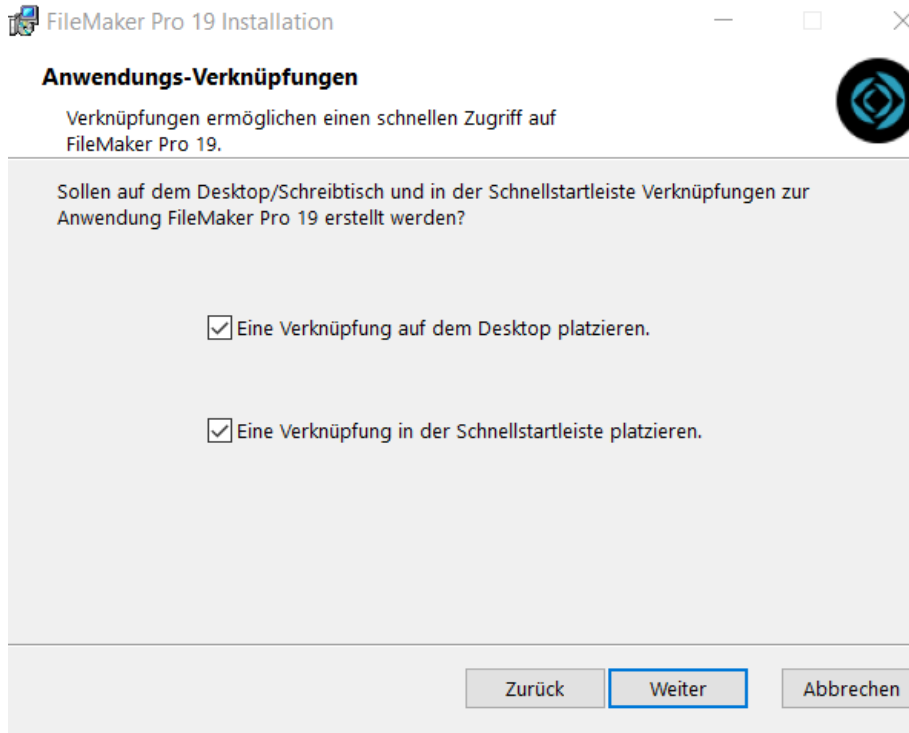 FileMaker Pro 19 Installation
Anwendungs-Verknüpfungen
Verknüpfungen ermöglichen einen schnellen Zugriff auf
FileMaker Pro 19.
Sollen auf dem Desktop/Schreibtisch und in der Schnellstartleiste Verknüpfungen zur
Anwendung FileMaker Pro 19 erstellt werden?
Eine Verknüpfung auf dem Desktop platzieren.
Eine Verknüpfung in der Schnellstartleiste platzieren.
Zurück Weiter Abbrechen